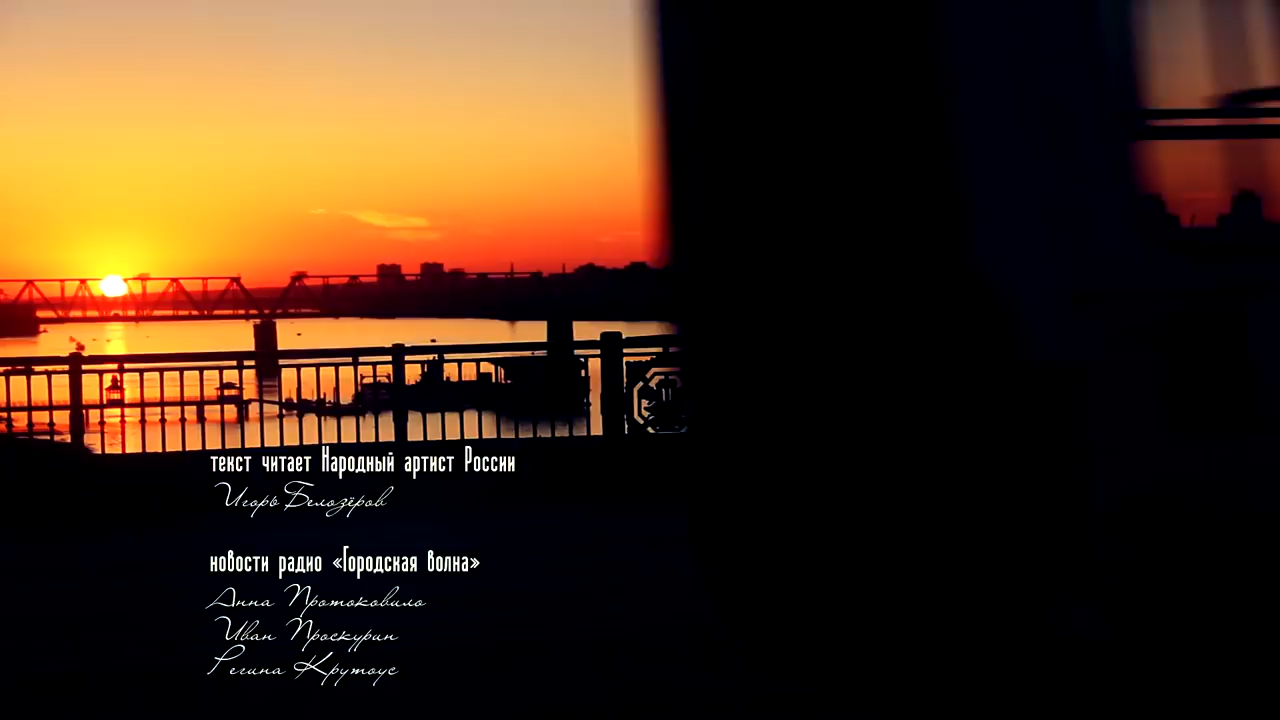 текст читает Народный артист России
Игорь Белозёров
новости радио «Городская волна»
Анна Протоковило
Иван Проскурин
Регина Крутоус